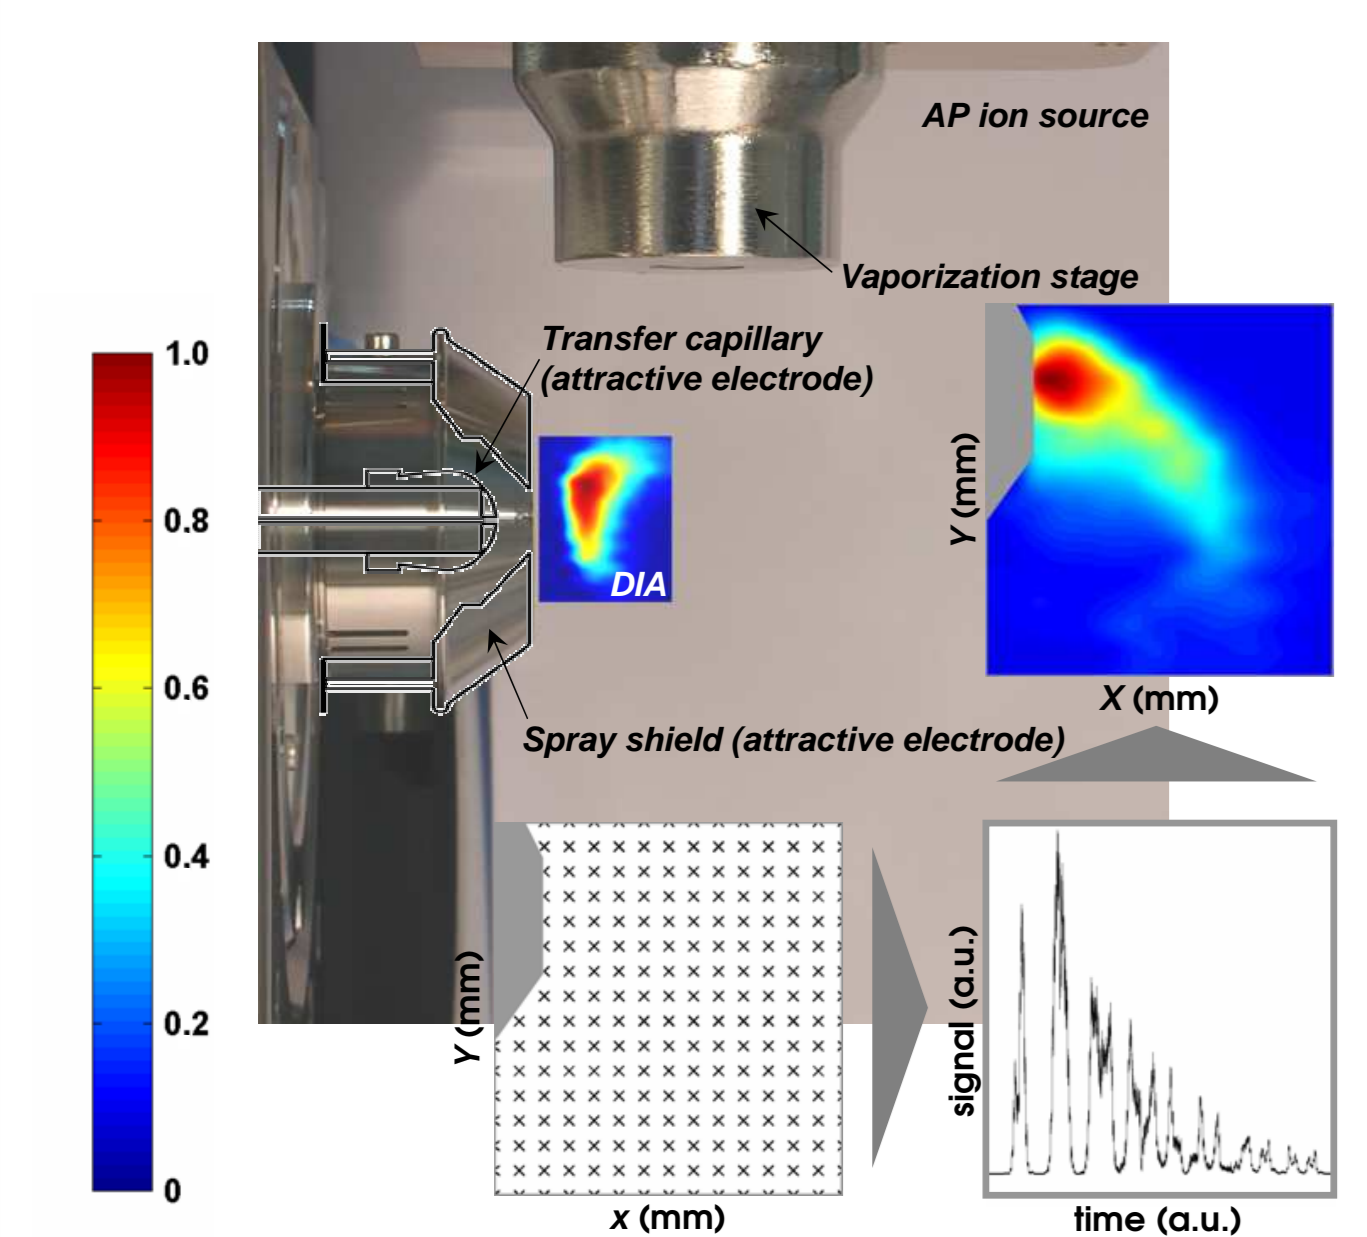 AP ion source
Vaporization stage
Transfer capillary
(attractive electrode)
1.0
0.8
0.6
0.4
0.2
0
DIA
Y (mm)
X (mm)
Spray shield (attractive electrode)
Y (mm)
x (mm)
signal (a.u.)
time (a.u.)